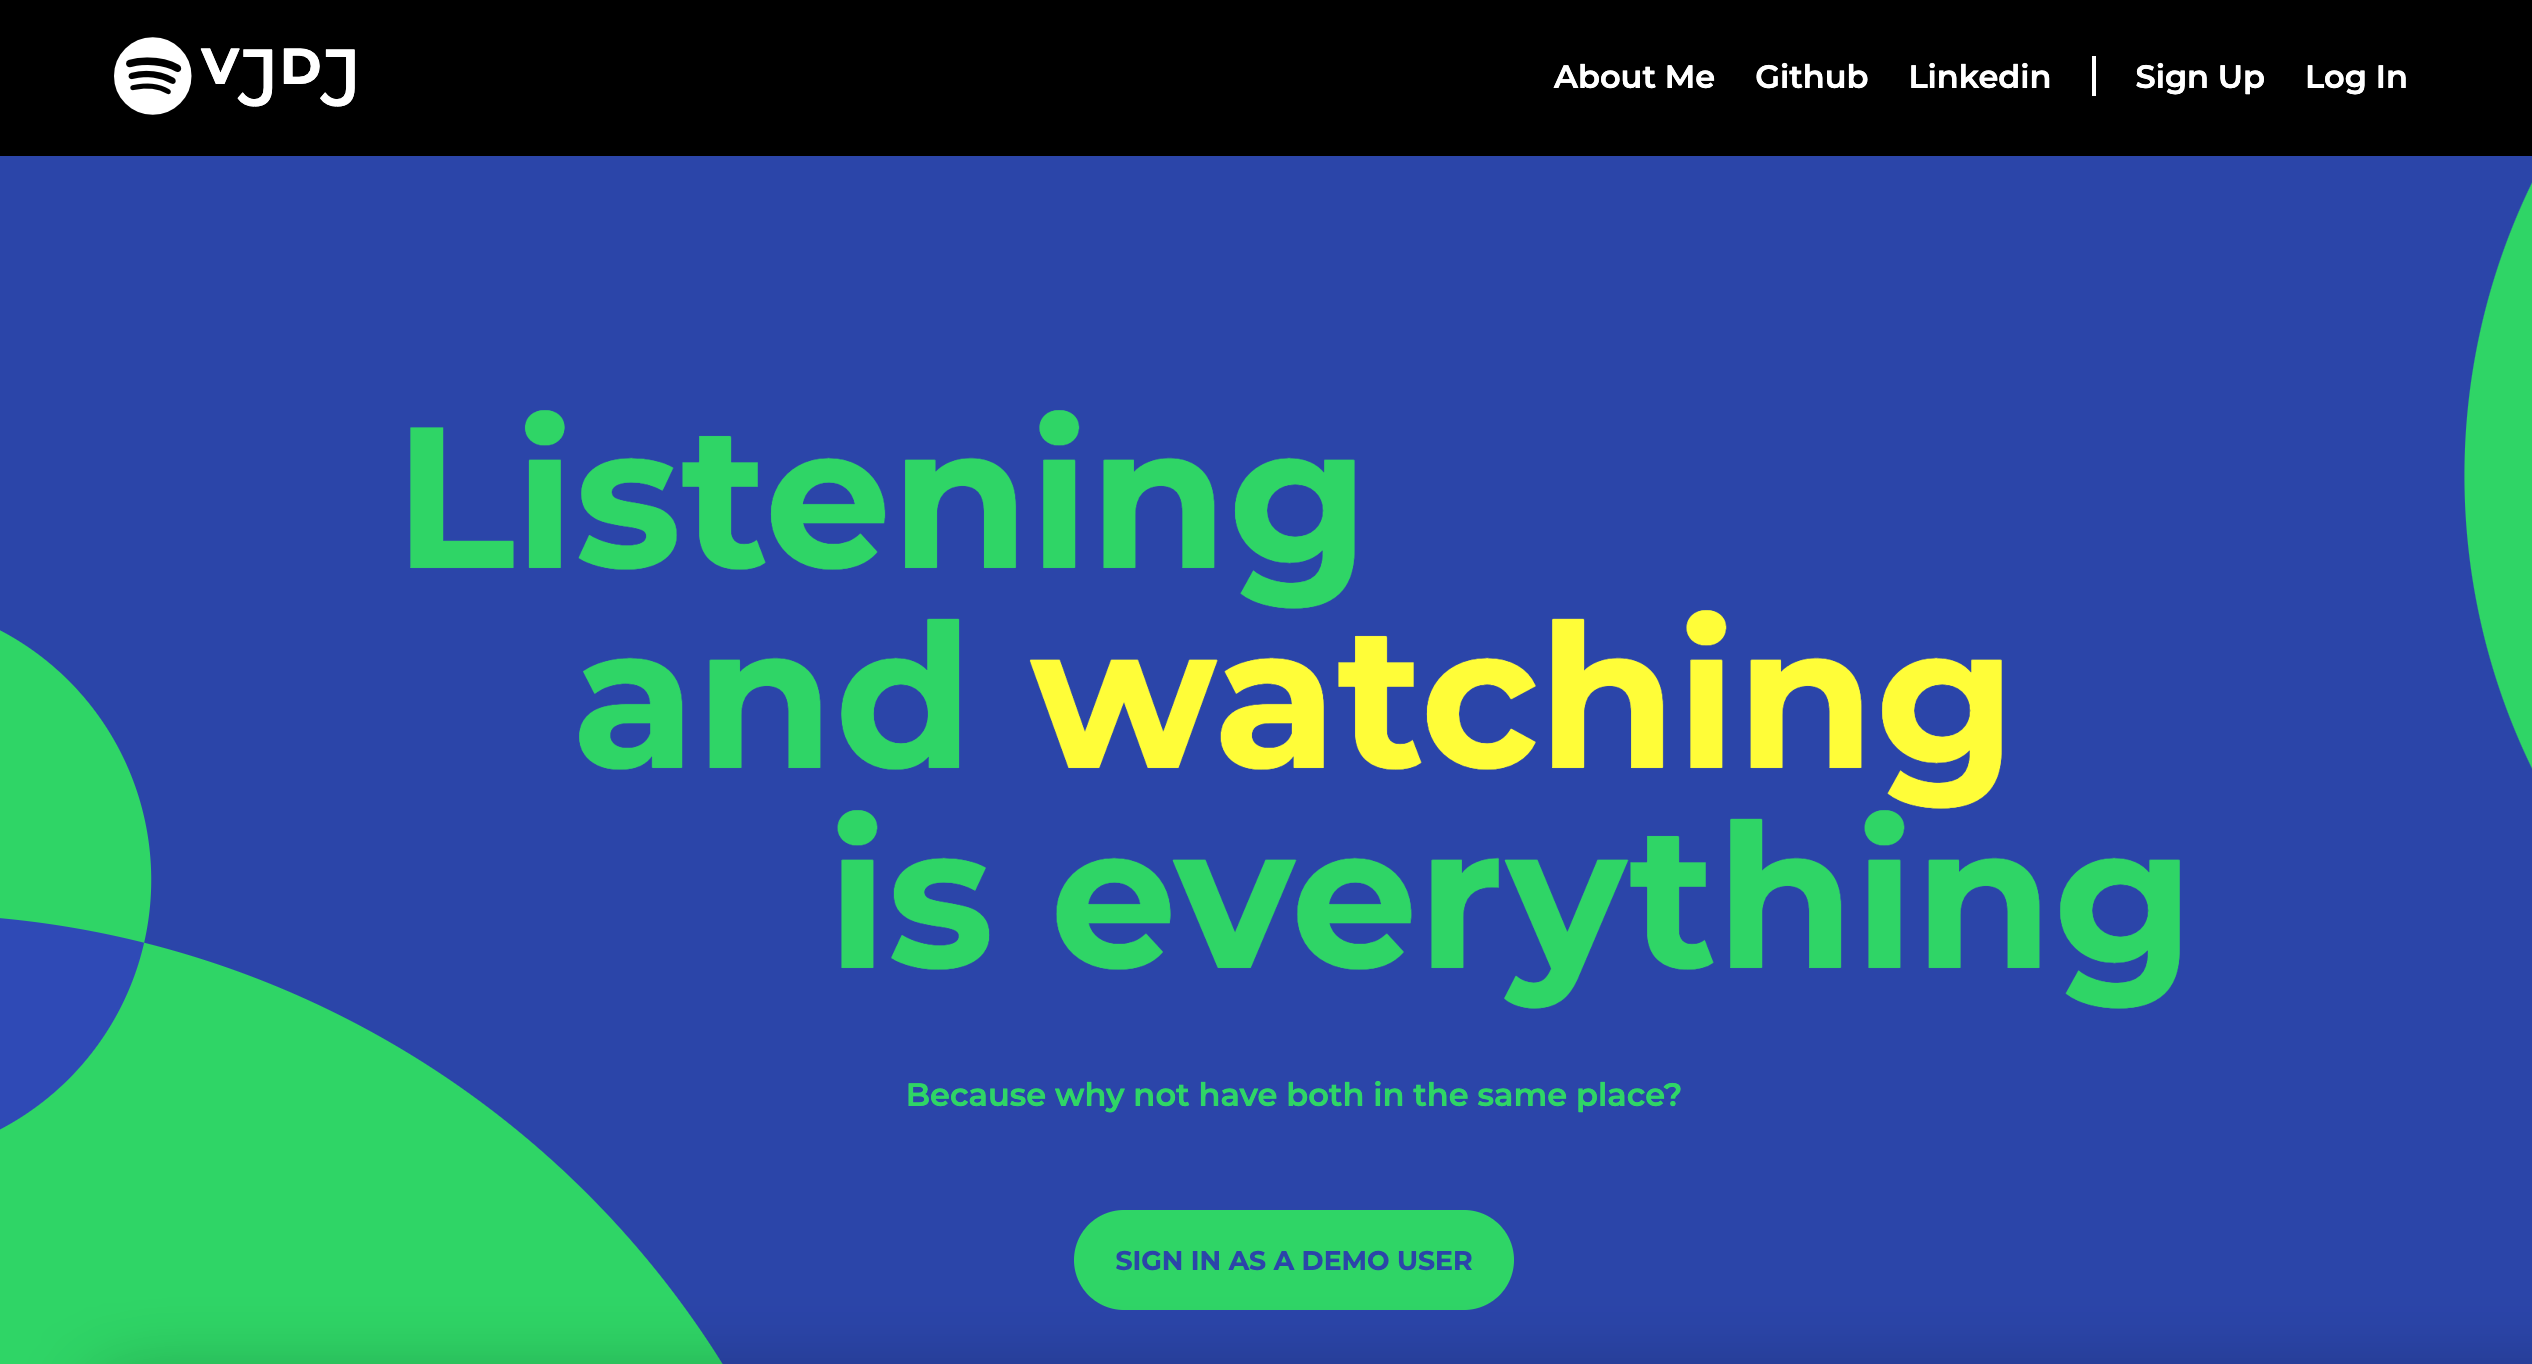 VJDJ
About Me Github Linkedin | Sign Up Log In
Listening
and watching
is everything
Because why not have both in the same place?
SIGN IN AS A DEMO USER